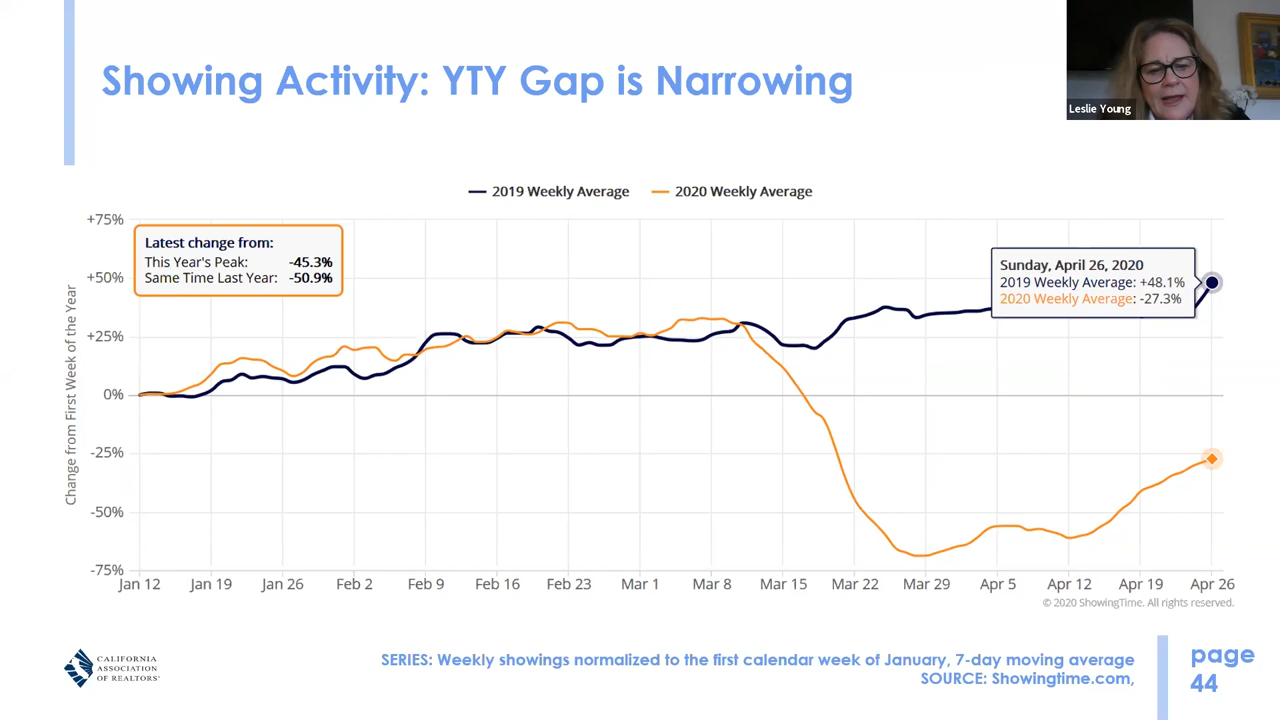 Showing Activity: YTY Gap is Narrowing
Leslie Young
2019 Weekly Average
2020 Weekly Average
+75%
+50%
+25%
0%
-25%
-50%
-75%
Change from First Week of the Year
Latest change from:
This Year's Peak: -45.3%
Same Time Last Year: -50.9%
Sunday, April 26, 2020
2019 Weekly Average: +48.1%
2020 Weekly Average: -27.3%
Jan 12 Jan 19 Jan 26 Feb 2 Feb 9 Feb 16 Feb 23 Mar 1 Mar 8 Mar 15 Mar 22 Mar 29 Apr 5 Apr 12 Apr 19 Apr 26
© 2020 ShowingTime. All rights reserved.
CALIFORNIA
ASSOCIATION
OF REALTORS®
SERIES: Weekly showings normalized to the first calendar week of January, 7-day moving average
SOURCE: Showingtime.com,
page
44